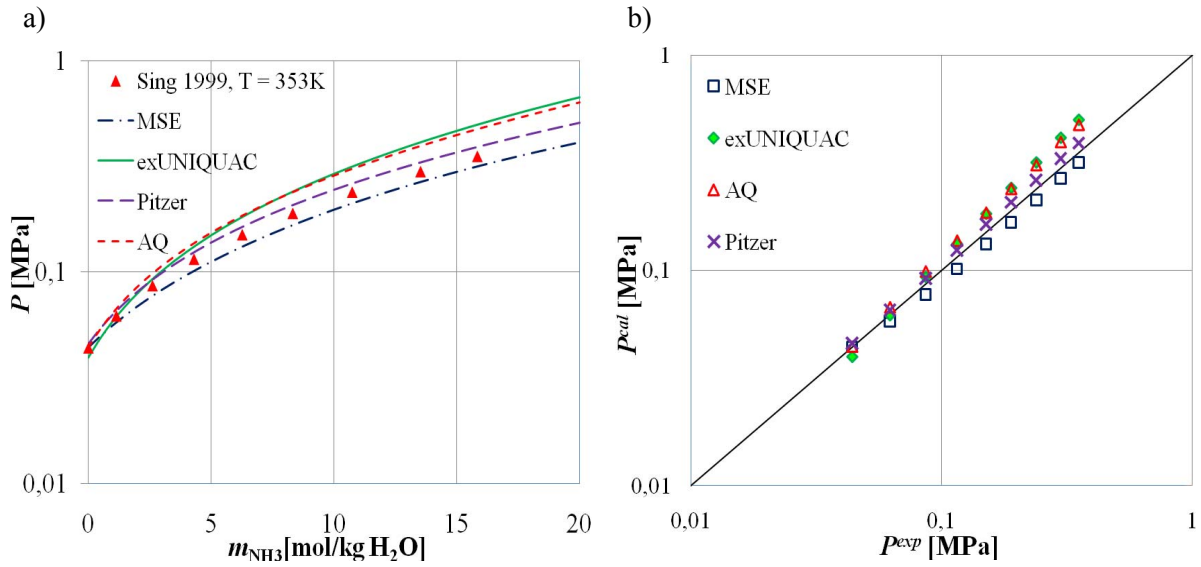 a)
1
Sing 1999, T = 353K
MSE
exUNIQUAC
Pitzer
AQ
P [MPa]
0,1
0,01
0
5
10
15
20
mNH3[mol/kg H2O]
b)
1
MSE
exUNIQUAC
AQ
Pitzer
Pcal [MPa]
0,1
0,01
0,01
0,1
1
Pexp [MPa]